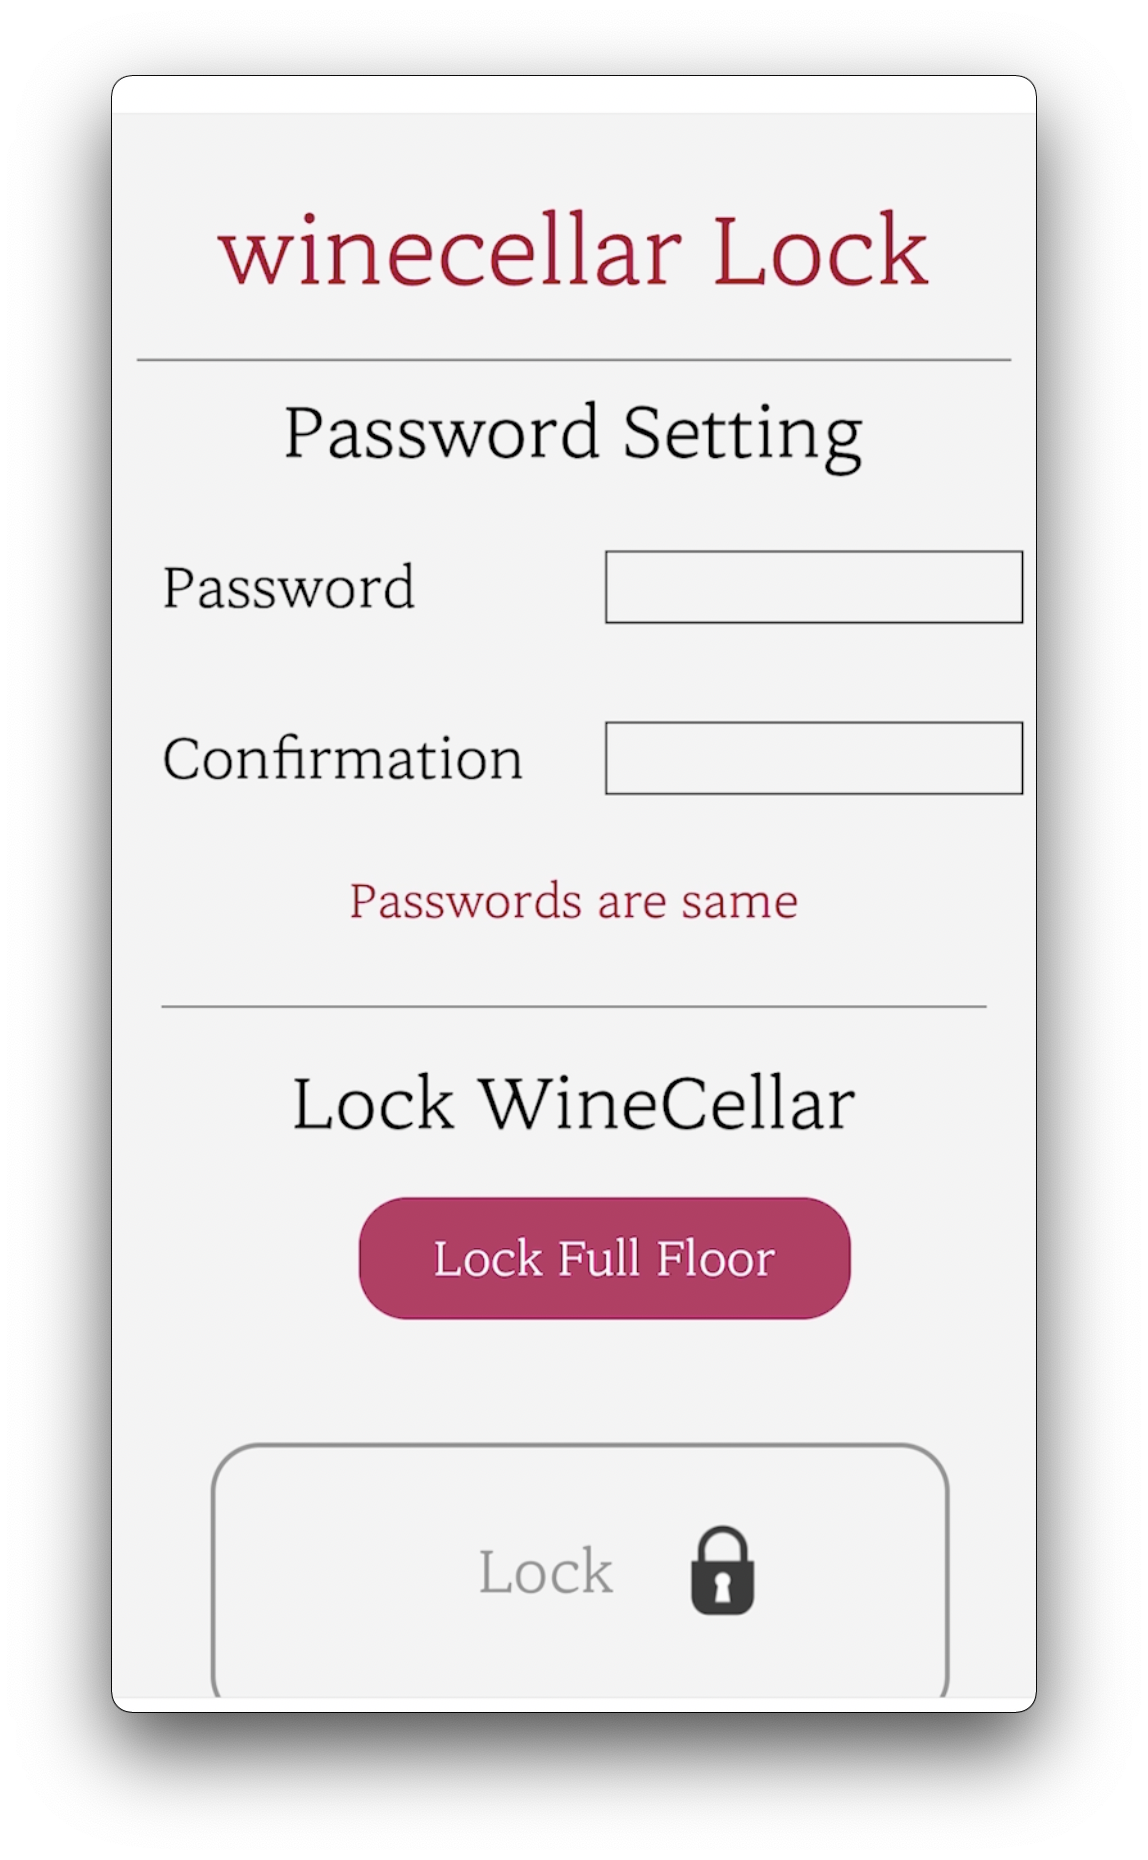 winecellar Lock
Password Setting
Password
Confirmation
Passwords are same
Lock WineCellar
Lock Full Floor
Lock